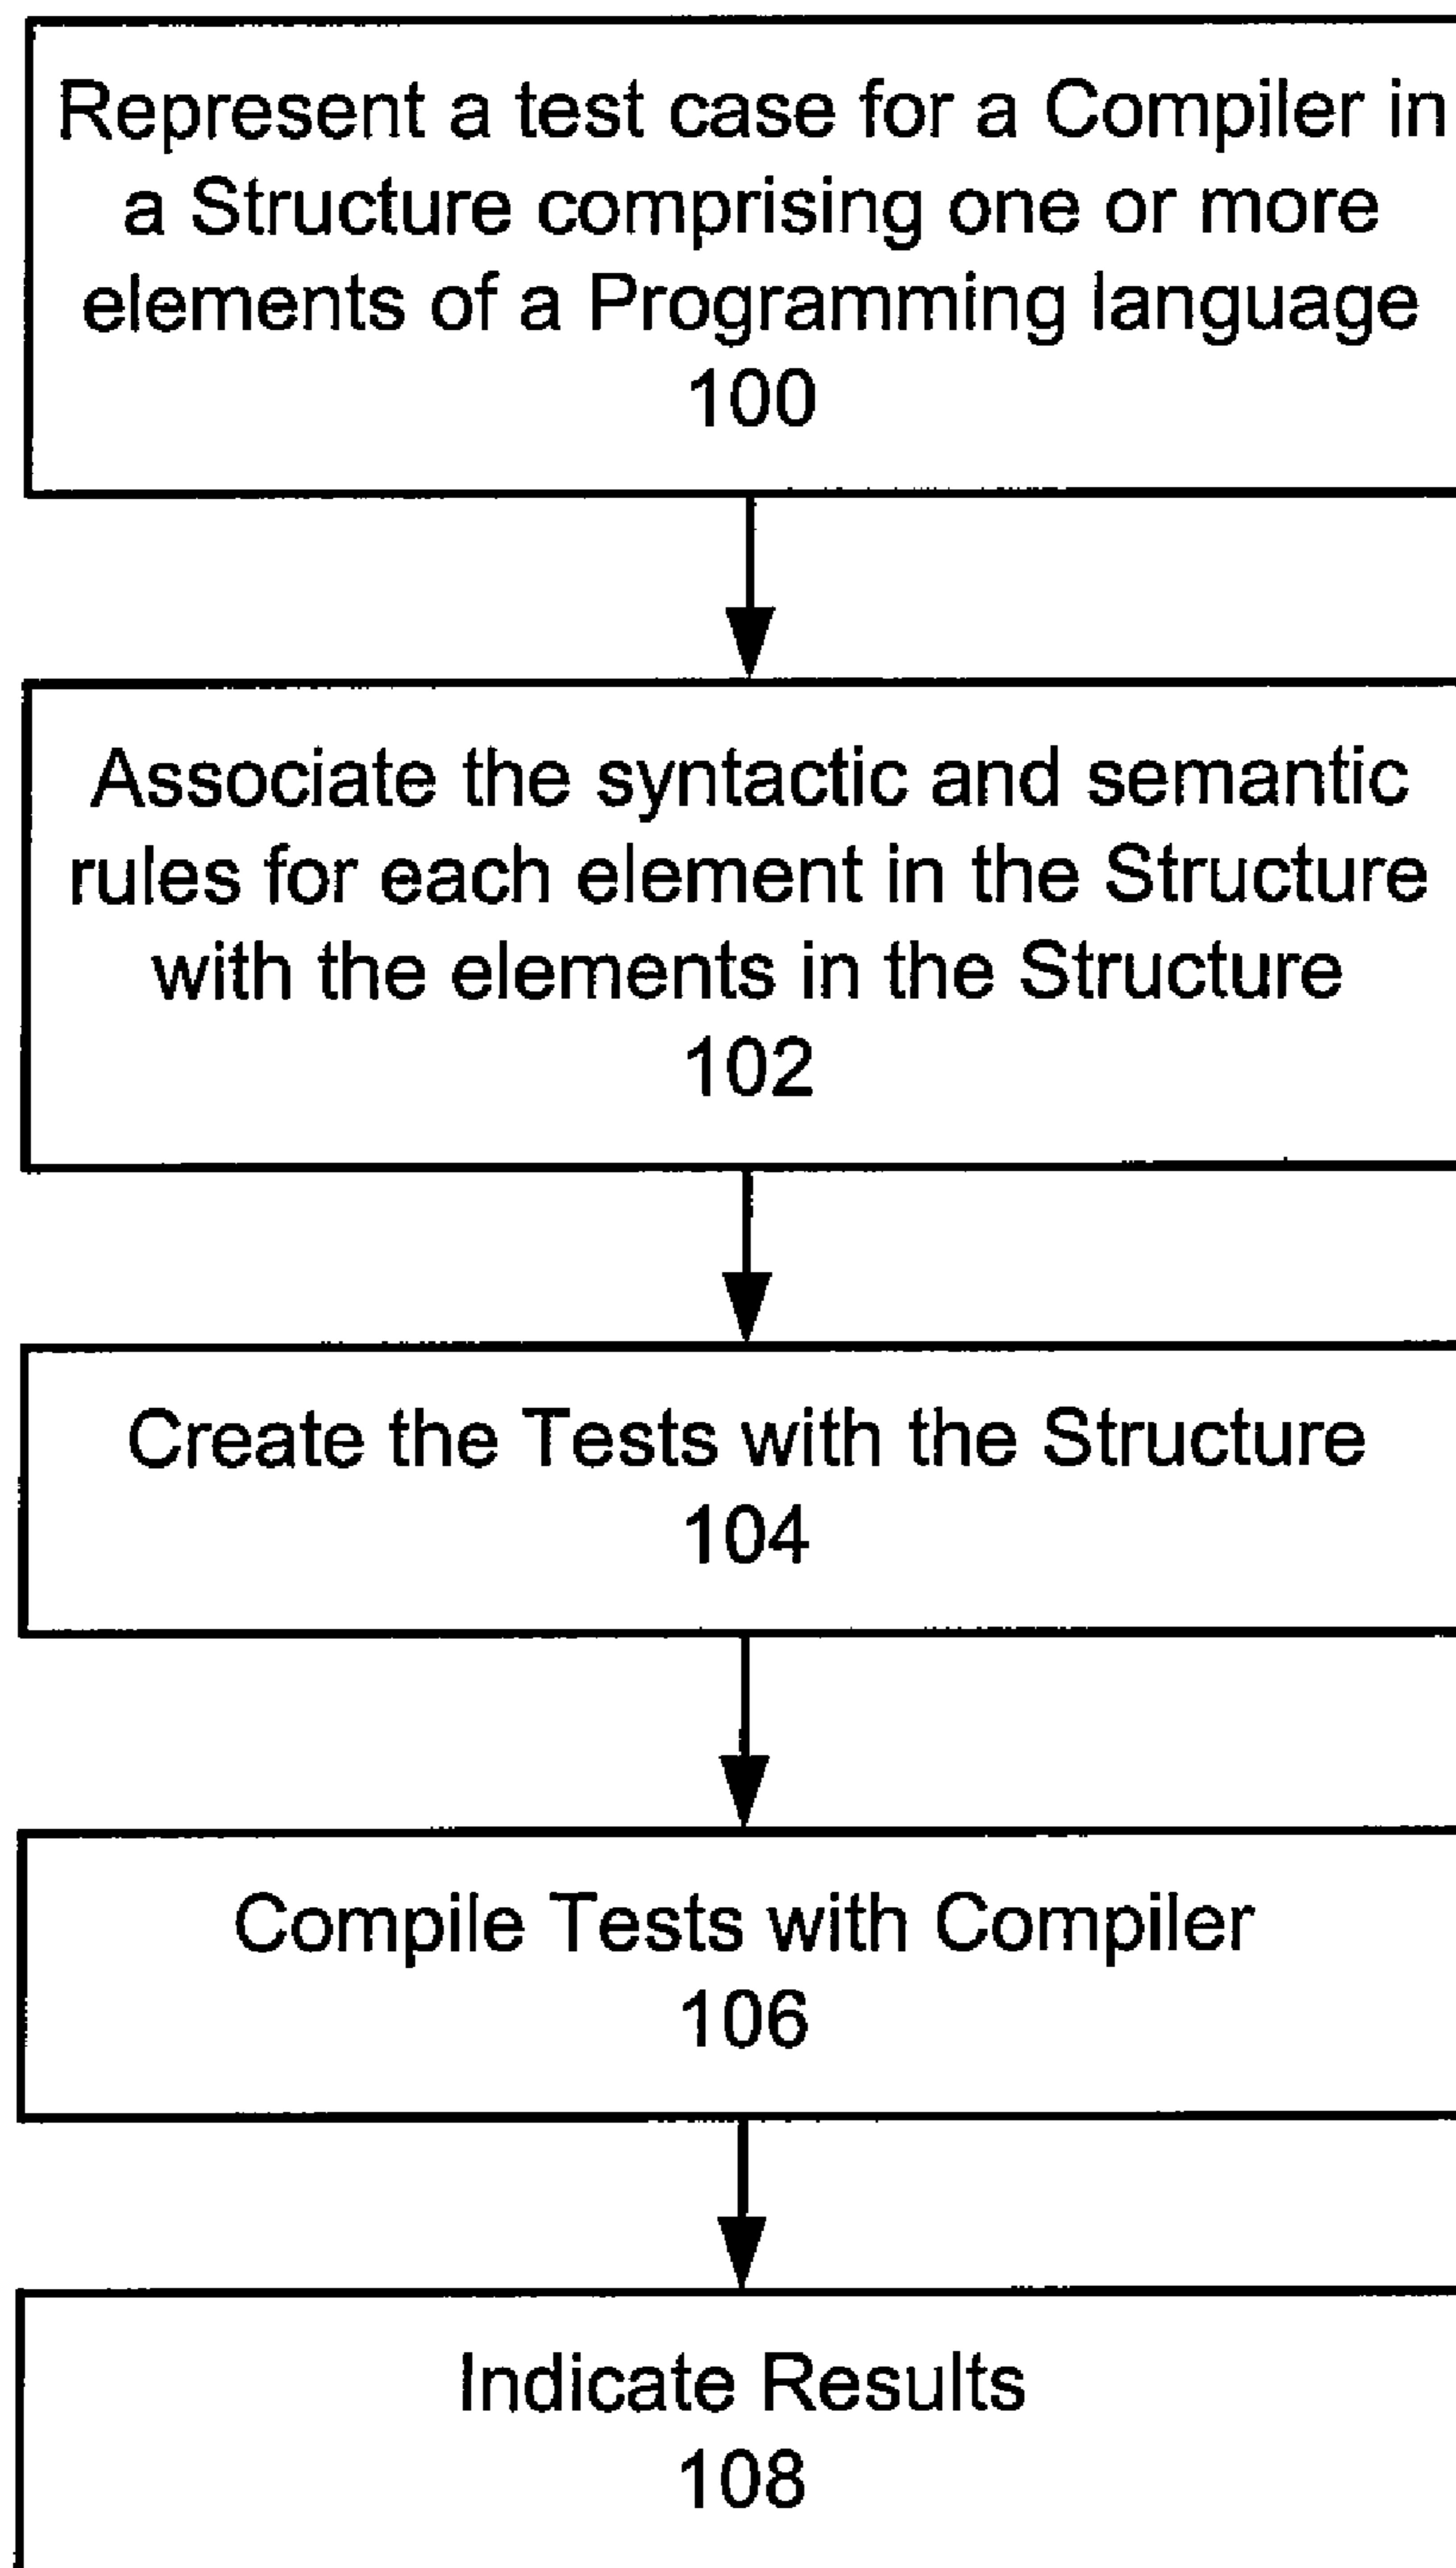 Represent a test case for a Compiler in
a Structure comprising one or more
elements of a Programming language
100
Associate the syntactic and semantic
rules for each element in the Structure
with the elements in the Structure
102
Create the Tests with the Structure
104
Compile Tests with Compiler
106
Indicate Results
108